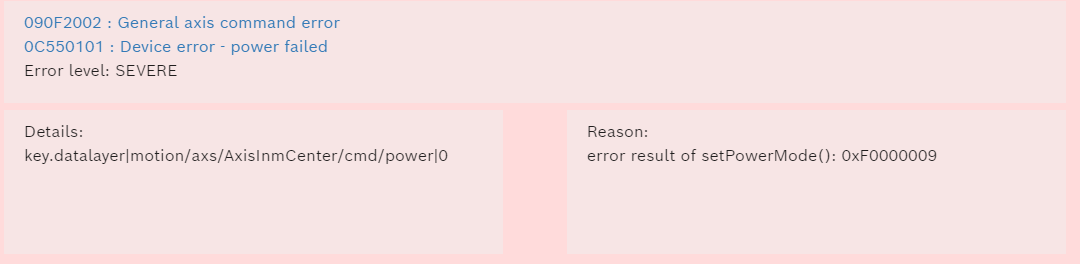 090F2002 : General axis command error
0C550101 : Device error - power failed
Error level: SEVERE
Details:
key.datalayer|motion/axs/AxisInmCenter/cmd/power|0
Reason:
error result of setPowerMode(): 0xF0000009